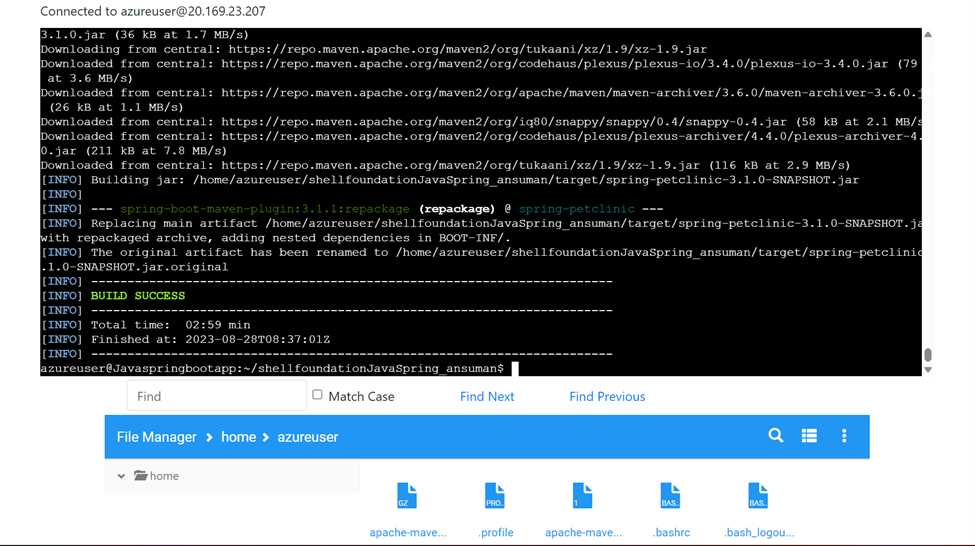 Connected to azureuser@20.169.23.207
3.1.0.jar (36 kB at 1.7 MB/s)
Downloading from central: https://repo.maven.apache.org/maven2/org/tukaani/xz/1.9/xz-1.9.jar
Downloaded from central: https://repo.maven.apache.org/maven2/org/codehaus/plexus/plexus-io/3.4.0/plexus-io-3.4.0.jar (79
 at 3.6 MB/s)
Downloaded from central: https://repo.maven.apache.org/maven2/org/apache/maven/maven-archiver/3.6.0/maven-archiver-3.6.0.j
 (26 kB at 1.1 MB/s)
Downloaded from central: https://repo.maven.apache.org/maven2/org/iq80/snappy/snappy/0.4/snappy-0.4.jar (58 kB at 2.1 MB/s
Downloaded from central: https://repo.maven.apache.org/maven2/org/codehaus/plexus/plexus-archiver/4.4.0/plexus-archiver-4.
0.jar (211 kB at 7.8 MB/s)
Downloaded from central: https://repo.maven.apache.org/maven2/org/tukaani/xz/1.9/xz-1.9.jar (116 kB at 2.9 MB/s)
[INFO] Building jar: /home/azureuser/shellfoundationJavaSpring_ansuman/target/spring-petclinic-3.1.0-SNAPSHOT.jar
[INFO]
[INFO] --- spring-boot-maven-plugin:3.1.1:repackage (repackage) @ spring-petclinic ---
[INFO] Replacing main artifact /home/azureuser/shellfoundationJavaSpring_ansuman/target/spring-petclinic-3.1.0-SNAPSHOT.ja
with repackaged archive, adding nested dependencies in BOOT-INF/.
[INFO] The original artifact has been renamed to /home/azureuser/shellfoundationJavaSpring_ansuman/target/spring-petclinic
.1.0-SNAPSHOT.jar.original
[INFO] ------------------------------------------------------------------------
[INFO] BUILD SUCCESS
[INFO] ------------------------------------------------------------------------
[INFO] Total time:  02:59 min
[INFO] Finished at: 2023-08-28T08:37:01Z
[INFO] ------------------------------------------------------------------------
azureuser@Javaspringbootapp:~/shellfoundationJavaSpring_ansuman$
Find Match Case Find Next Find Previous
File Manager > home > azureuser
home
GZ PRO.. 1 BAS.. BAS..
apache-mave... .profile apache-mave... .bashrc .bash_logou...